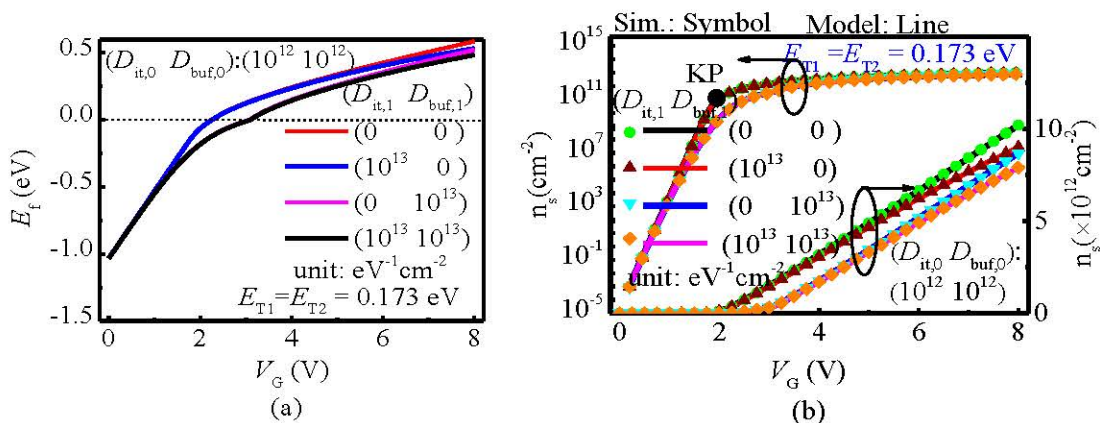 (a)
0.5
0.0
-0.5
-1.0
-1.5
E_f (eV)
(D_it,0 D_buf,0):(10^12 10^12)
(D_it,1 D_buf,1)
(0 0)
(10^13 0)
(0 10^13)
(10^13 10^13)
unit: eV^-1cm^-2
E_T1=E_T2 = 0.173 eV
0 2 4 6 8
V_G (V)
(a)
Sim.: Symbol Model: Line
E_T1=E_T2 = 0.173 eV
KP
10^15
10^11
10^7
10^3
10^-1
10^-5
n_s(cm^-2)
(D_it,1 D_buf,1)
(0 0)
(10^13 0)
(0 10^13)
(10^13 10^13)
unit: eV^-1cm^-2
(D_it,0 D_buf,0):
(10^12 10^12)
10
5
0
n_s(×10^12cm^-2)
0 2 4 6 8
V_G (V)
(b)